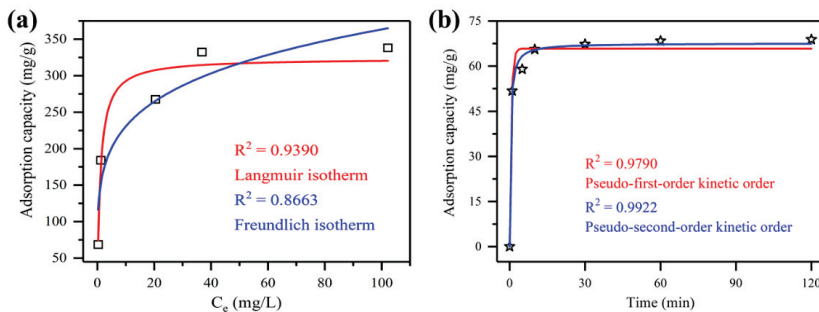 (a)
Adsorption capacity (mg/g)
350
300
250
200
150
100
50
0
20
40
60
80
100
C_e (mg/L)
R² = 0.9390
Langmuir isotherm
R² = 0.8663
Freundlich isotherm
(b)
Adsorption capacity (mg/g)
75
60
45
30
15
0
0
30
60
90
120
Time (min)
R² = 0.9790
Pseudo-first-order kinetic order
R² = 0.9922
Pseudo-second-order kinetic order